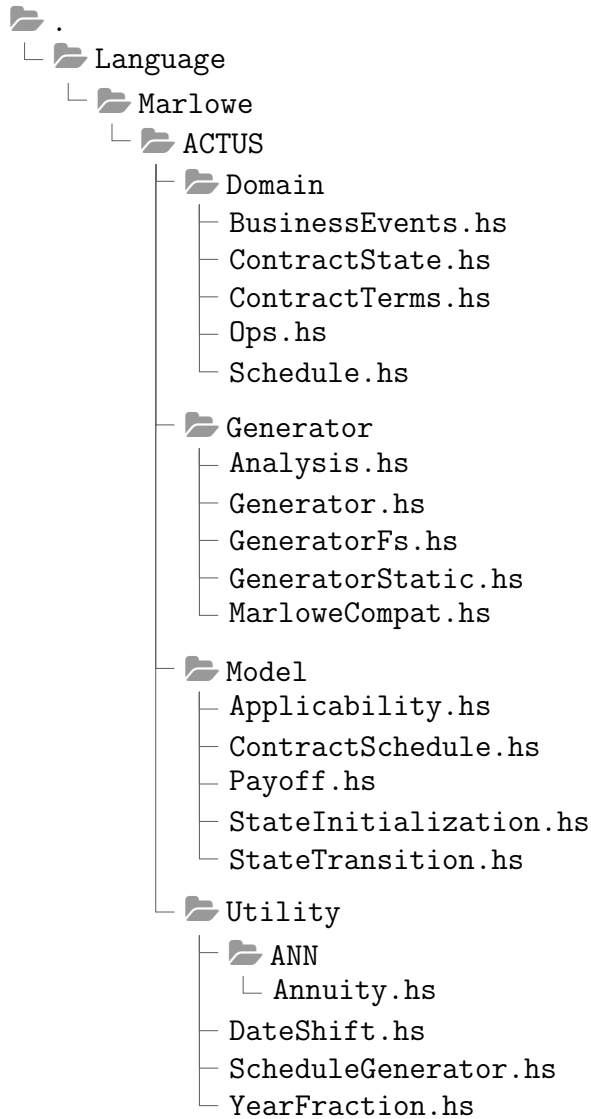 .
Language
Marlowe
ACTUS
Domain
BusinessEvents.hs
ContractState.hs
ContractTerms.hs
Ops.hs
Schedule.hs
Generator
Analysis.hs
Generator.hs
GeneratorFs.hs
GeneratorStatic.hs
MarloweCompat.hs
Model
Applicability.hs
ContractSchedule.hs
Payoff.hs
StateInitialization.hs
StateTransition.hs
Utility
ANN
Annuity.hs
DateShift.hs
ScheduleGenerator.hs
YearFraction.hs